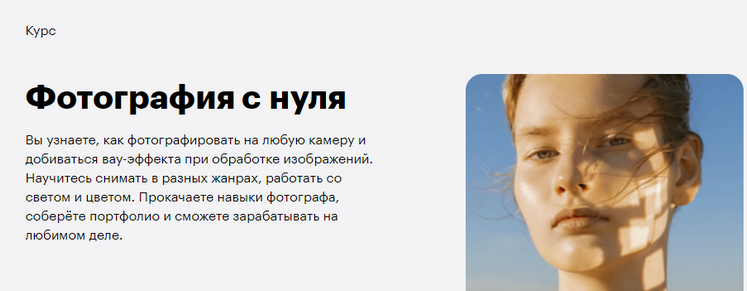 Курс
Фотография с нуля
Вы узнаете, как фотографировать на любую камеру и
добиваться вау-эффекта при обработке изображений.
Научитесь снимать в разных жанрах, работать со
светом и цветом. Прокачаете навыки фотографа,
соберёте портфолио и сможете зарабатывать на
любимом деле.